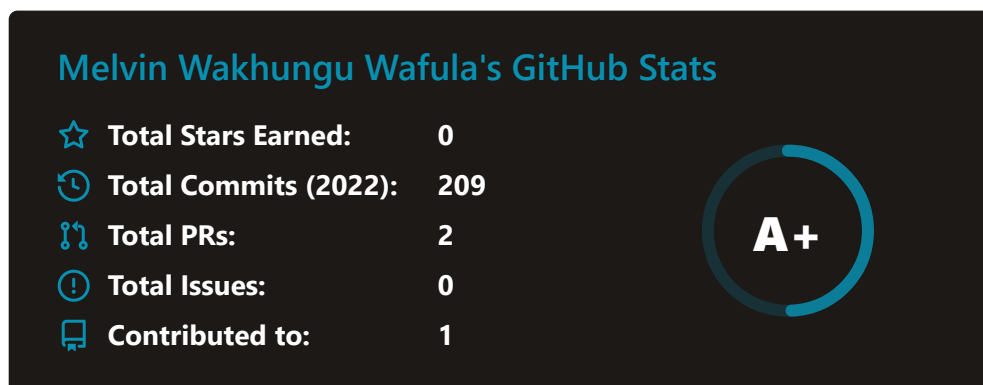 Melvin Wakhungu Wafula's GitHub Stats
Total Stars Earned: 0
Total Commits (2022): 209
Total PRs: 2
Total Issues: 0
Contributed to: 1
A+